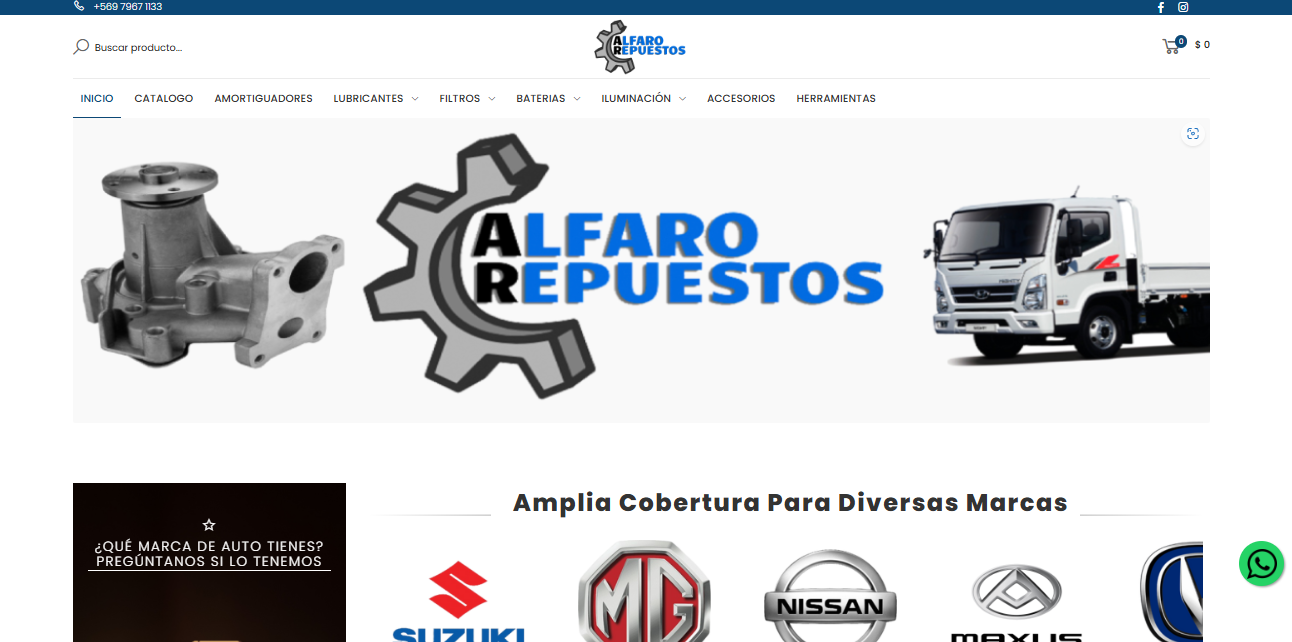 +569 7967 1133
Buscar producto...
ALFARO
REPUESTOS
0
$ 0
INICIO CATALOGO AMORTIGUADORES LUBRICANTES FILTROS BATERIAS ILUMINACIÓN ACCESORIOS HERRAMIENTAS
ALFARO
REPUESTOS
¿QUÉ MARCA DE AUTO TIENES?
PREGÚNTANOS SI LO TENEMOS
Amplia Cobertura Para Diversas Marcas
SUZUKI
MG
NISSAN
MAXUS